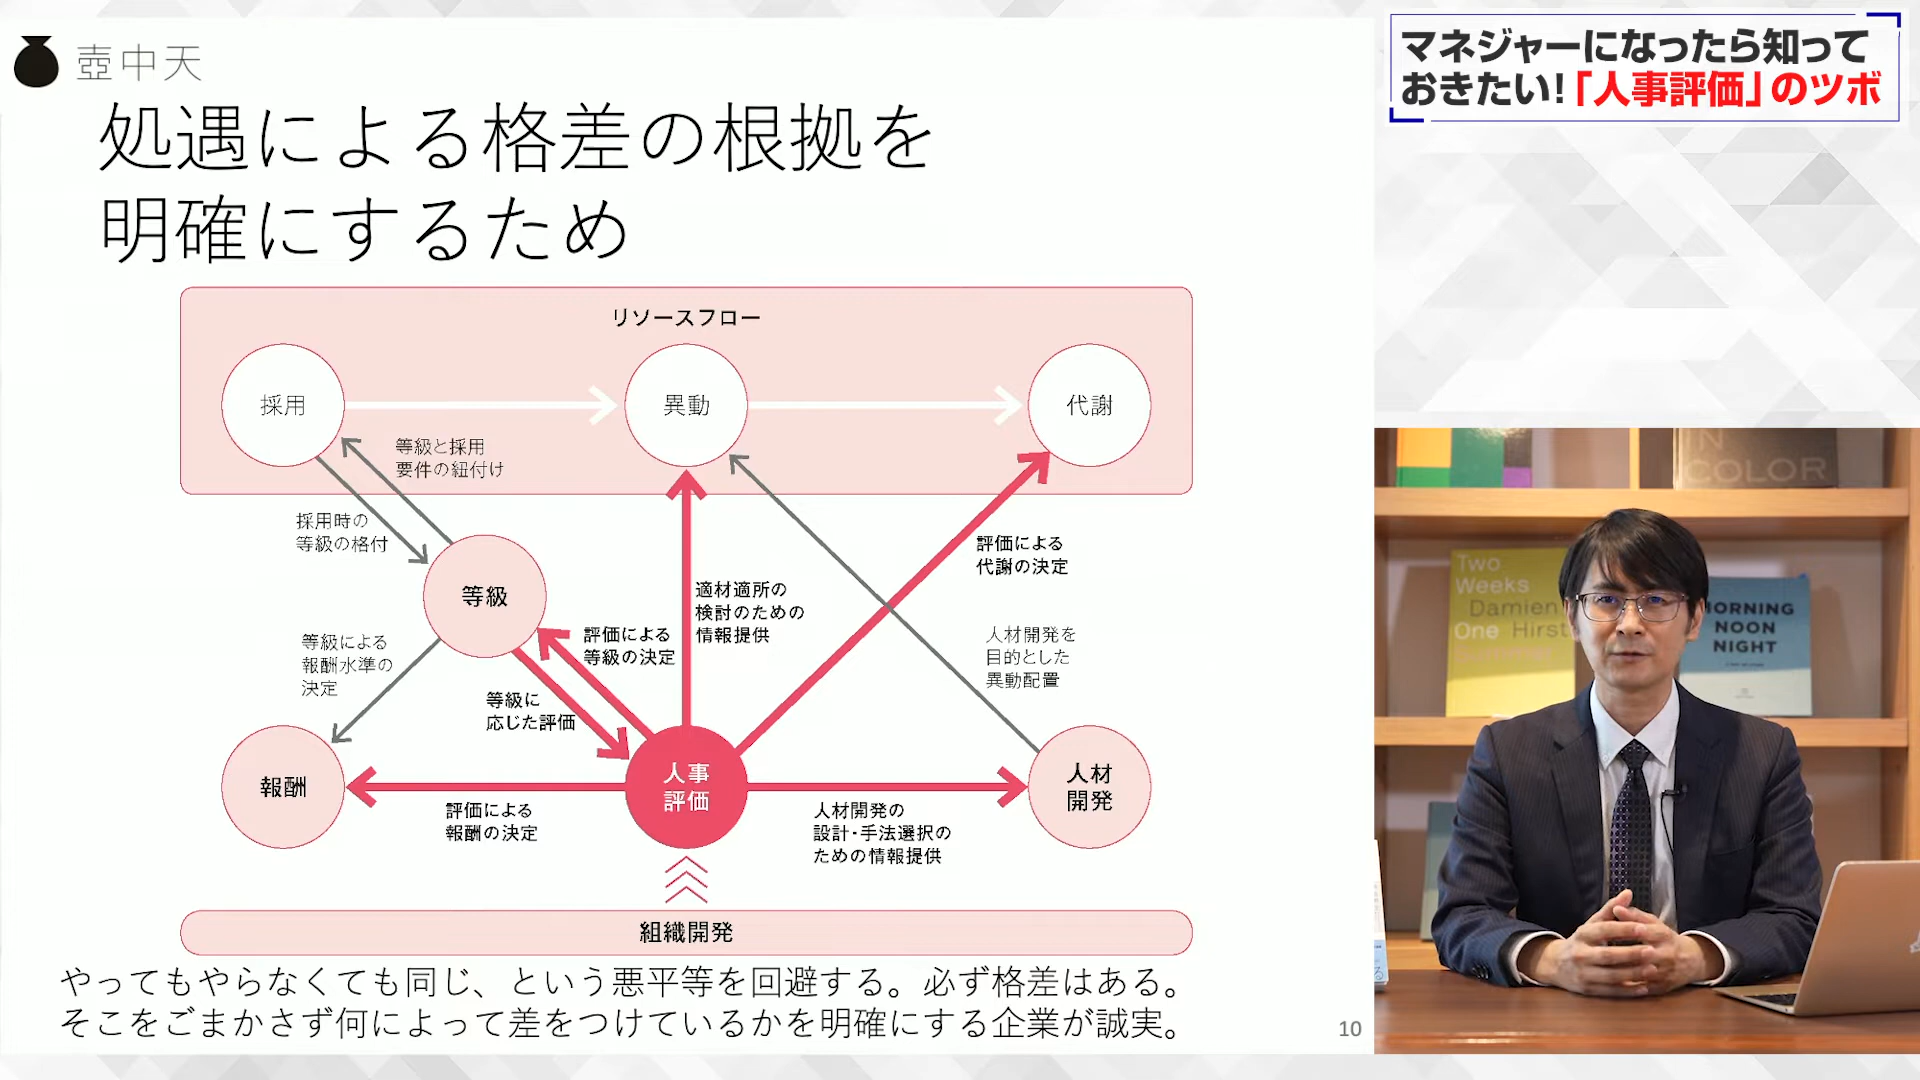 壺中天
処遇による格差の根拠を
明確にするため
マネジャーになったら知って
おきたい!「人事評価」のツボ
リソースフロー
採用
異動
代謝
等級と採用
要件の紐付け
採用時の
等級の格付
等級
評価による
代謝の決定
適材適所の
検討のための
情報提供
評価による
等級の決定
等級による
報酬水準の
決定
人材開発を
目的とした
異動配置
等級に
応じた評価
報酬
人事
評価
人材
開発
評価による
報酬の決定
人材開発の
設計・手法選択の
ための情報提供
組織開発
やってもやらなくても同じ、という悪平等を回避する。必ず格差はある。
そこをごまかさず何によって差をつけているかを明確にする企業が誠実。
10
IN
COLOR
Two
Weeks
Damien
One Hirst
MORNING
NOON
NIGHT